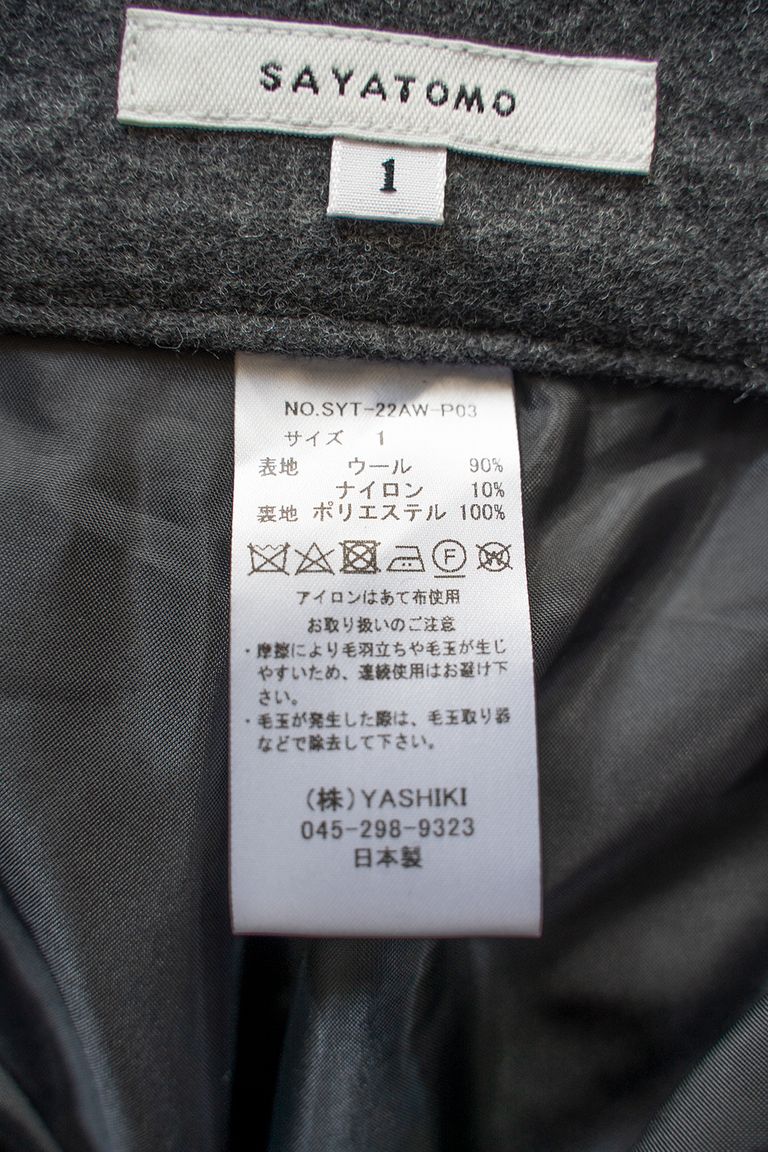 SAYATOMO
1
NO.SYT-22AW-P03
サイズ 1
表地 ウール 90%
ナイロン 10%
裏地 ポリエステル 100%
F W
アイロンはあて布使用
お取り扱いのご注意
・摩擦により毛羽立ちや毛玉が生じ
やすいため、連続使用はお避け下
さい。
・毛玉が発生した際は、毛玉取り器
などで除去して下さい。
(株)YASHIKI
045-298-9323
日本製